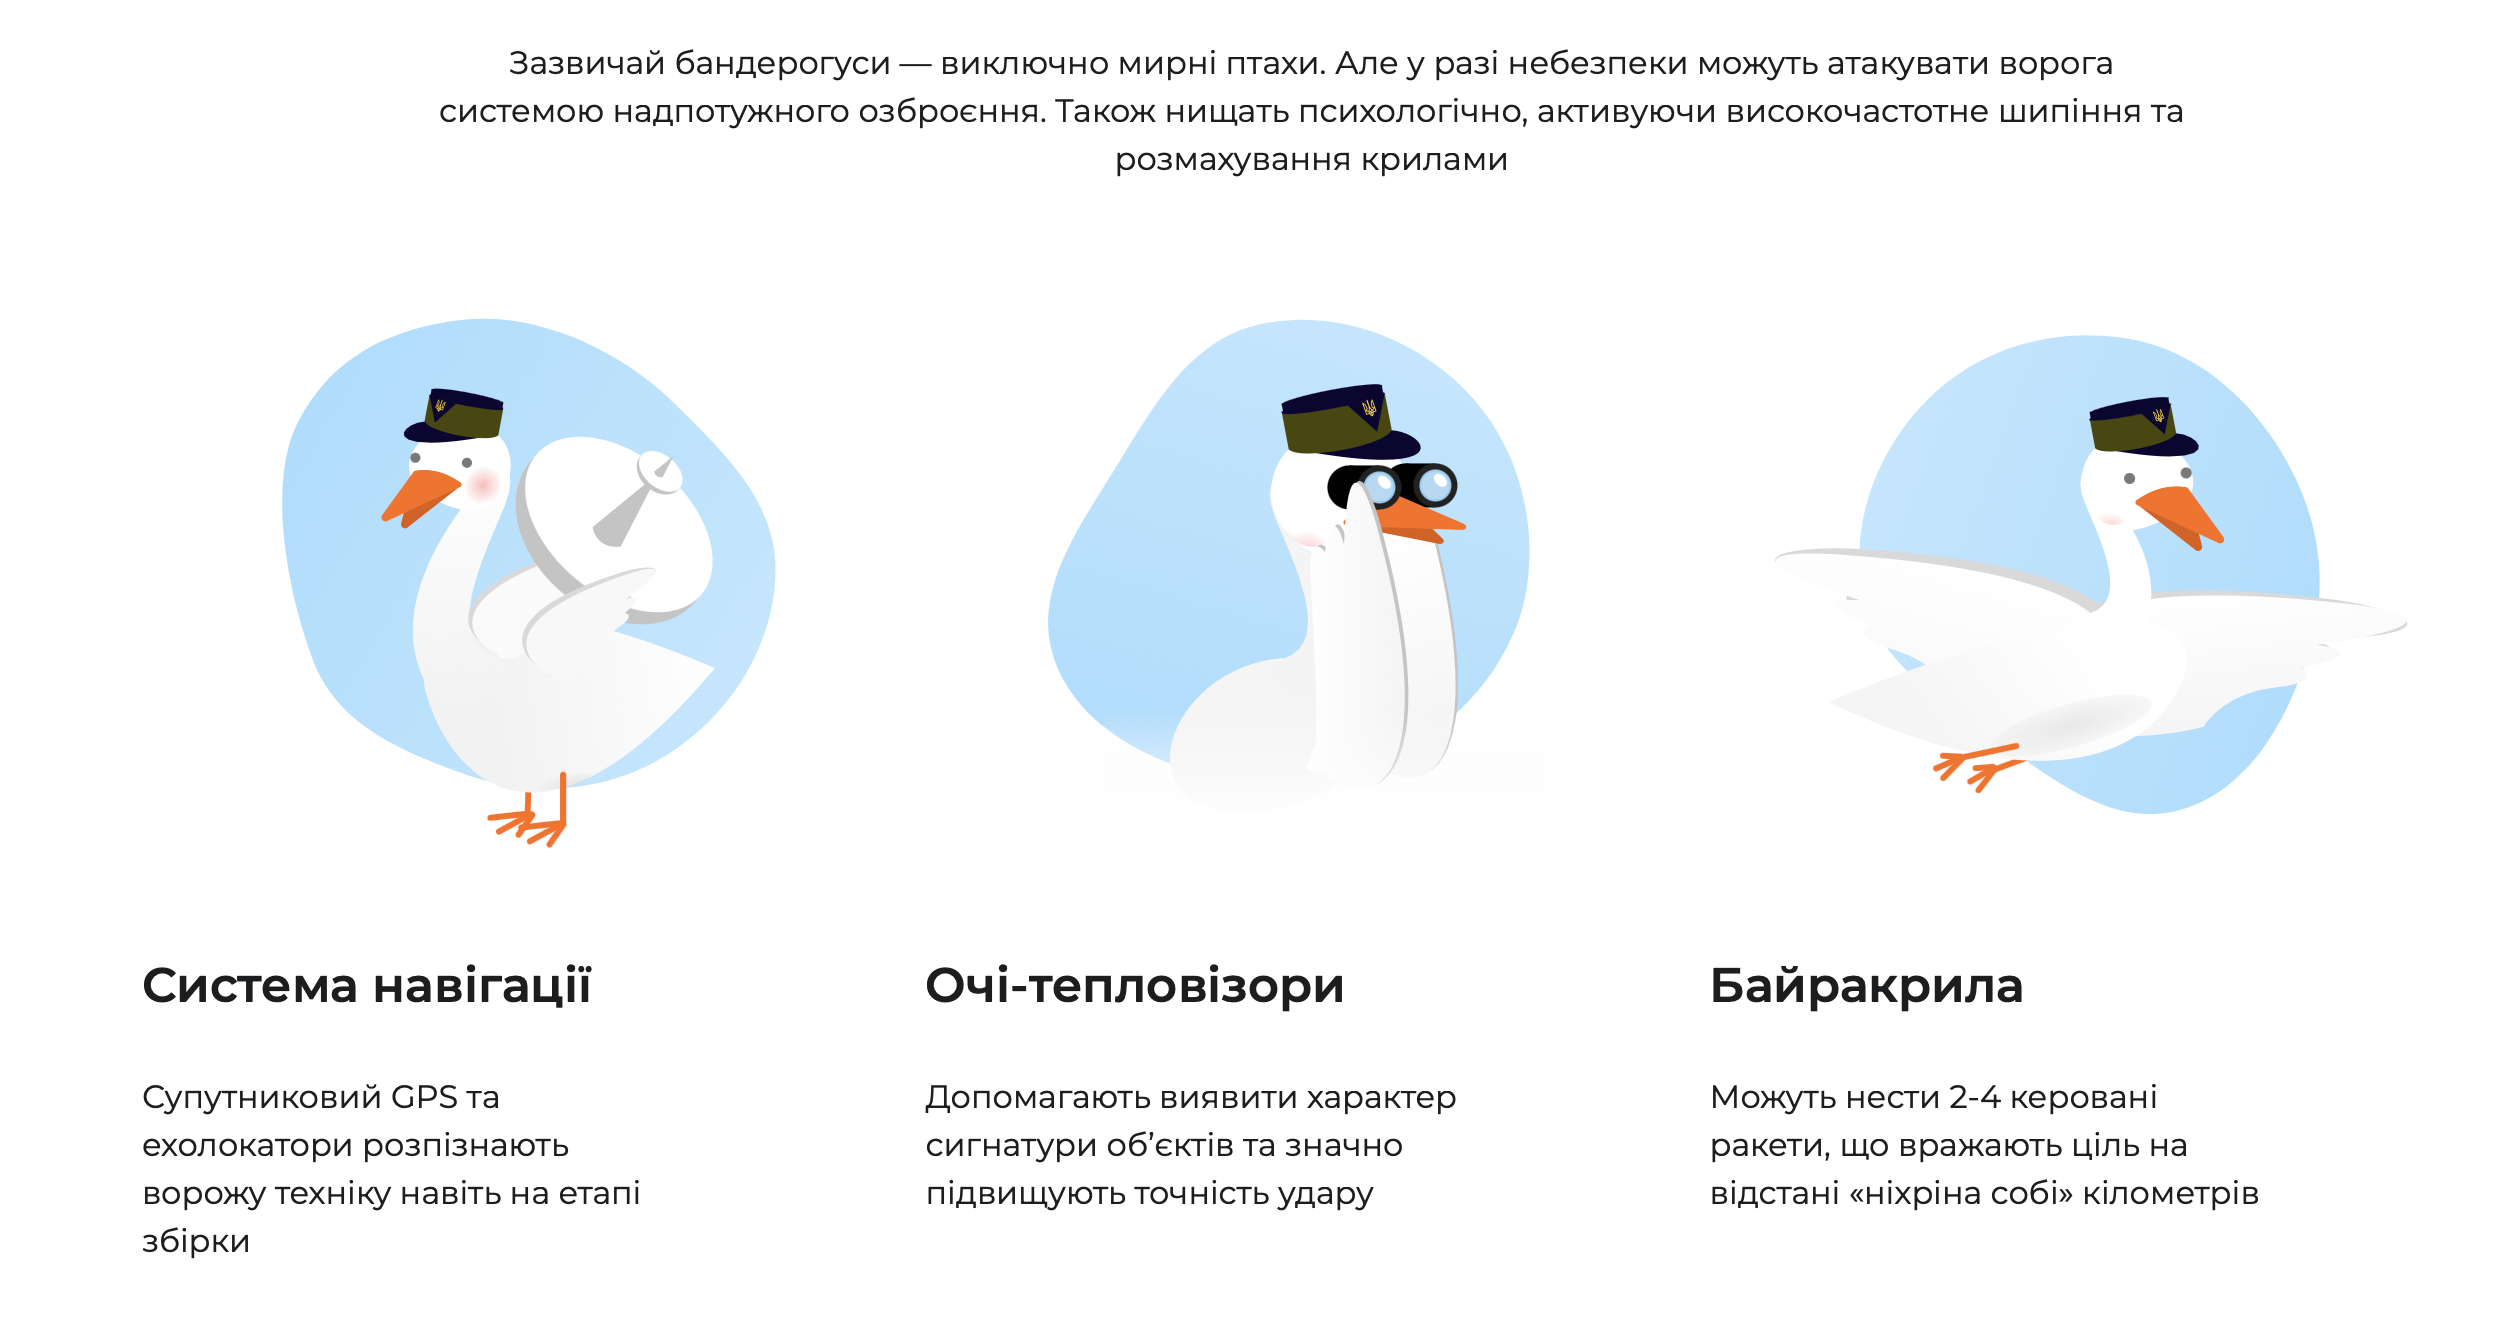 Зазвичай бандерогуси — виключно мирні птахи. Але у разі небезпеки можуть атакувати ворога
системою надпотужного озброєння. Також нищать психологічно, активуючи високочастотне шипіння та
розмахування крилами
Система навігації
Супутниковий GPS та
ехолокатори розпізнають
ворожу техніку навіть на етапі
збірки
Очі-тепловізори
Допомагають виявити характер
сигнатури об’єктів та значно
підвищують точність удару
Байракрила
Можуть нести 2-4 керовані
ракети, що вражають ціль на
відстані «ніхріна собі» кілометрів